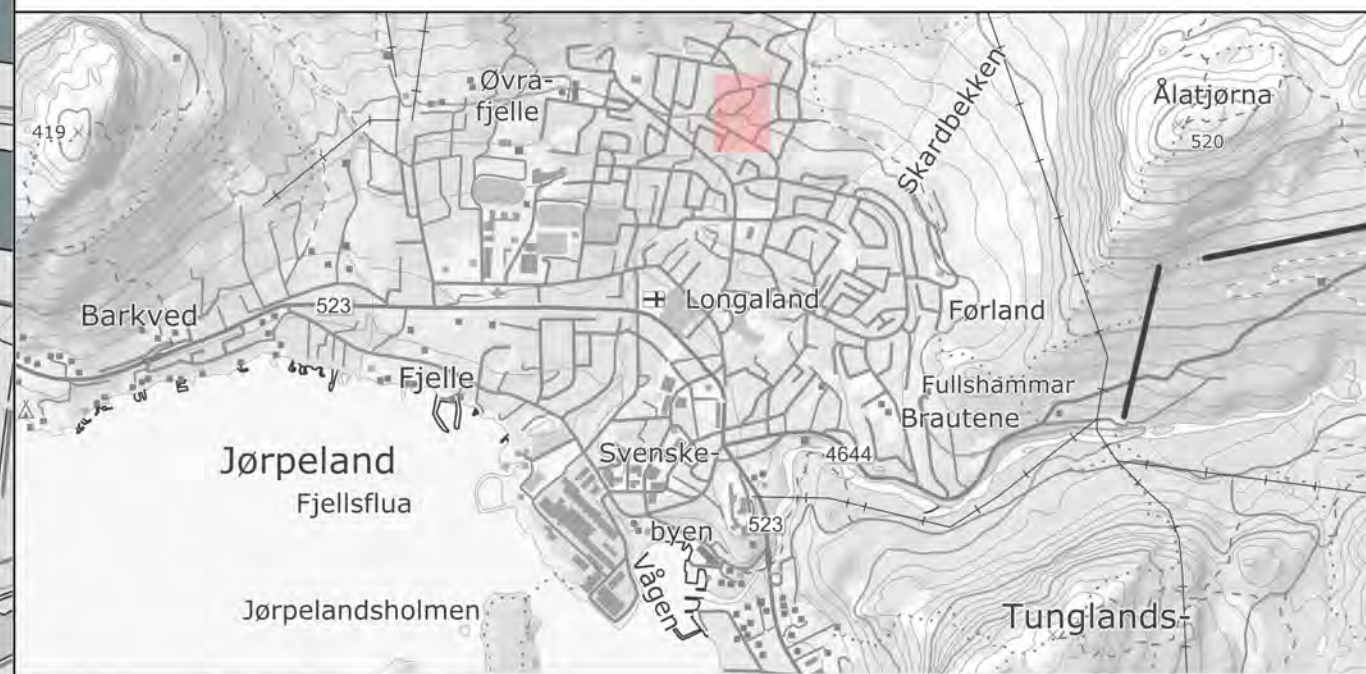 Øvra-
fjelle
Skardbekken
Ålatjørna
520
419
Barkved
523
Longaland
Førland
Fjelle
Fullshammar
Brautene
Jørpeland
Svenske-
4644
Fjellsflua
byen
523
Vågen
Jørpelandsholmen
Tunglands-